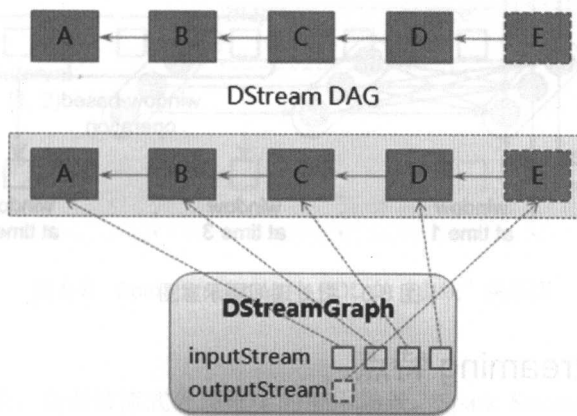 A B C D E
DStream DAG
A B C D E
DStreamGraph
inputStream
outputStream